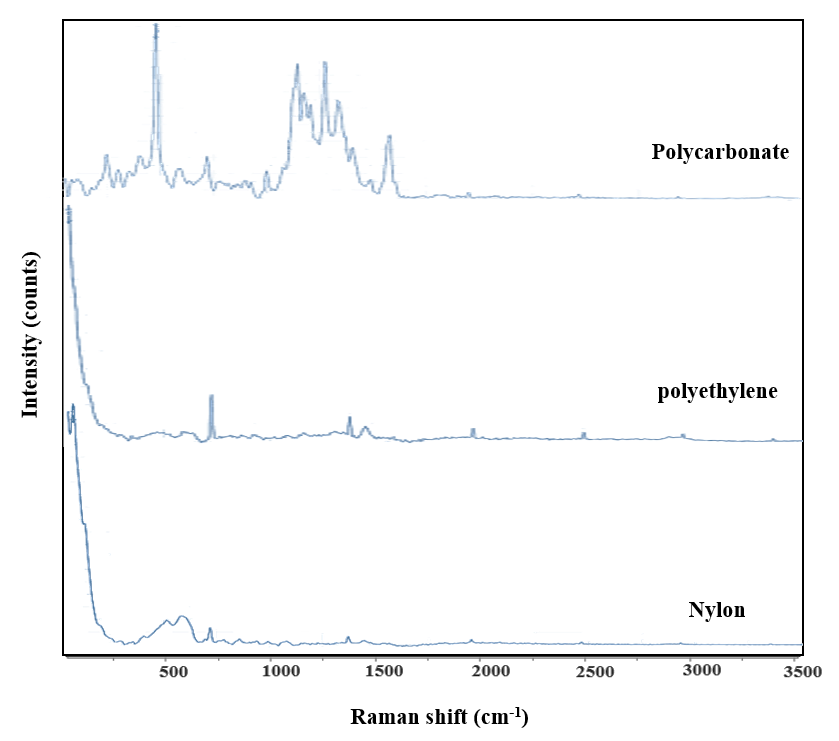 Polycarbonate
polyethylene
Nylon
Intensity (counts)
500 1000 1500 2000 2500 3000 3500
Raman shift (cm⁻¹)